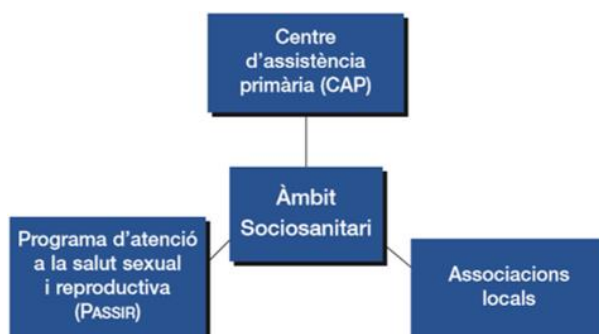 Centre
d'assistència
primària (CAP)
Àmbit
Sociosanitari
Programa d'atenció
a la salut sexual
i reproductiva
(PASSIR)
Associacions
locals